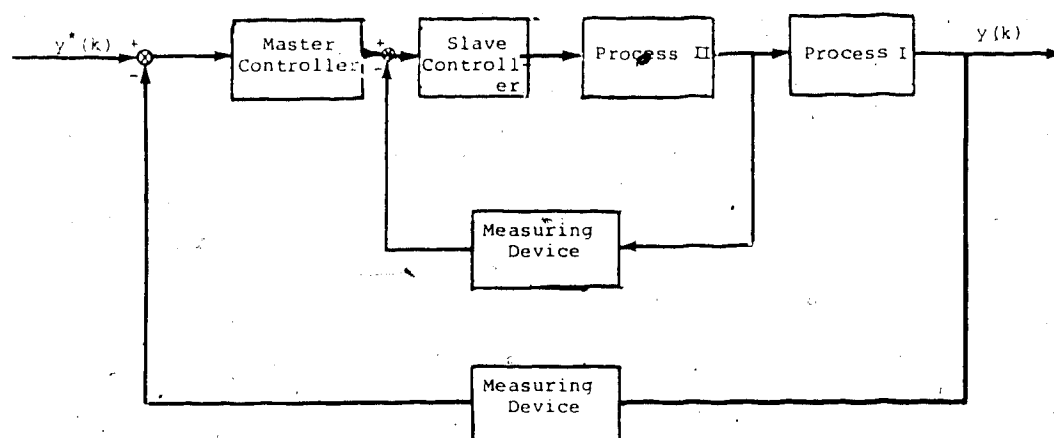 y*(k)
+
-
Master
Controller
+
-
Slave
Controll
er
Process II
Process I
y(k)
Measuring
Device
Measuring
Device